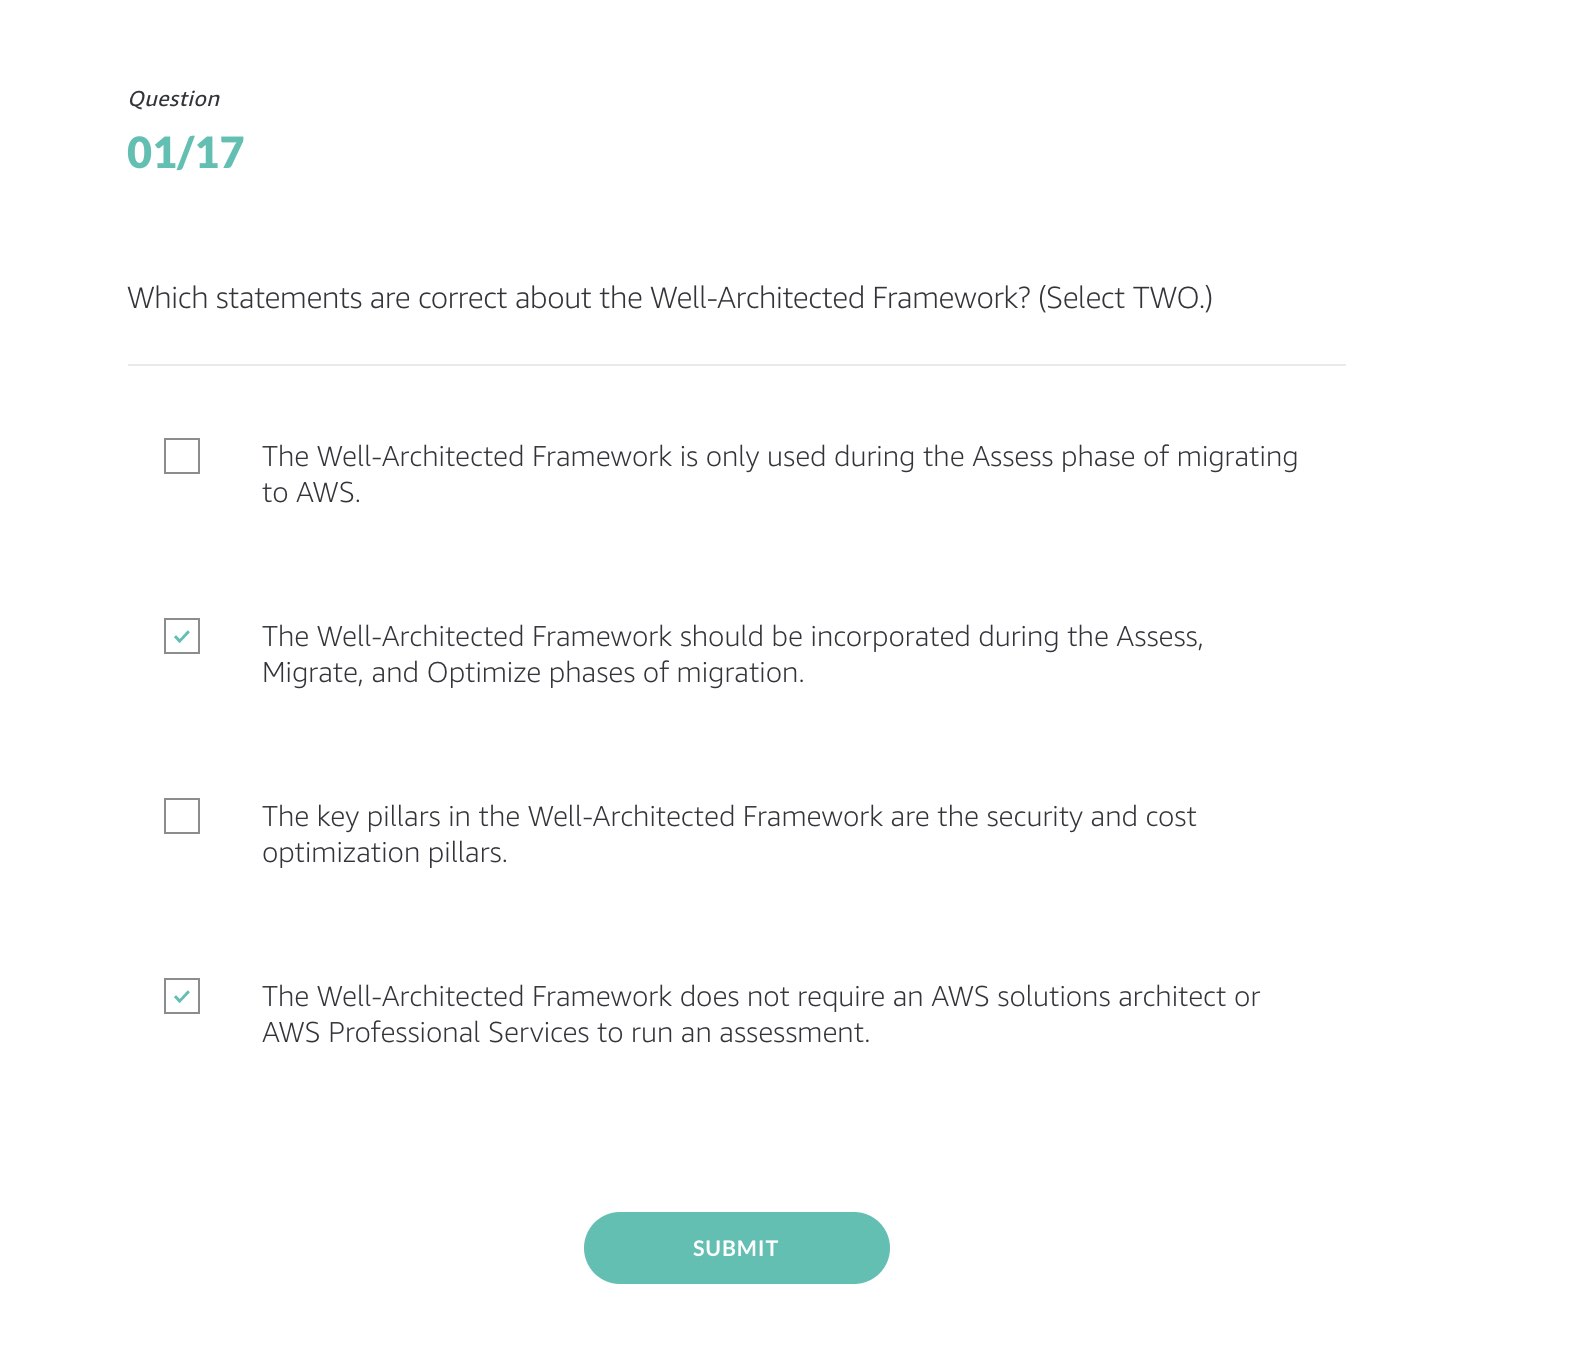 Question
01/17
Which statements are correct about the Well-Architected Framework? (Select TWO.)
The Well-Architected Framework is only used during the Assess phase of migrating
to AWS.
The Well-Architected Framework should be incorporated during the Assess,
Migrate, and Optimize phases of migration.
The key pillars in the Well-Architected Framework are the security and cost
optimization pillars.
The Well-Architected Framework does not require an AWS solutions architect or
AWS Professional Services to run an assessment.
SUBMIT